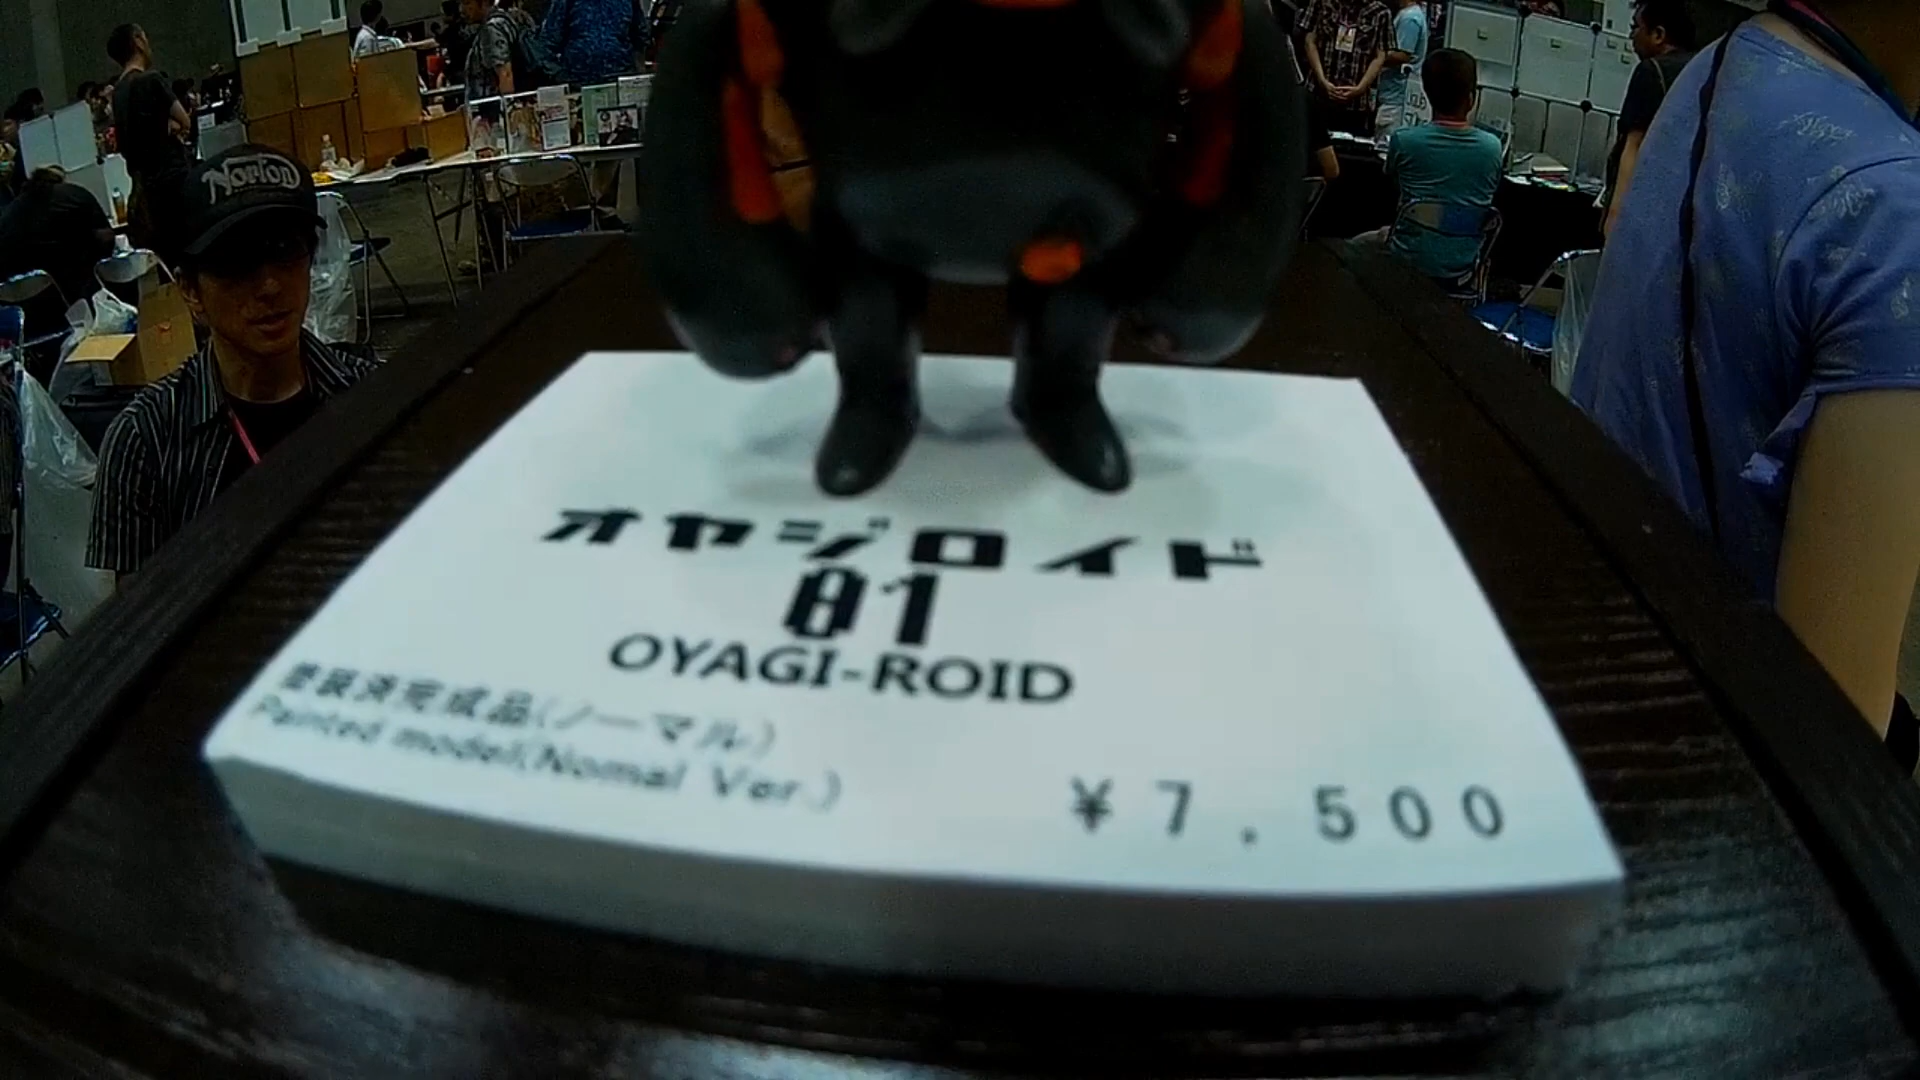 Norton
オヤジロイド
01
OYAGI-ROID
塗装済完成品(ノーマル)
Painted model(Nomal Ver.)
¥7,500